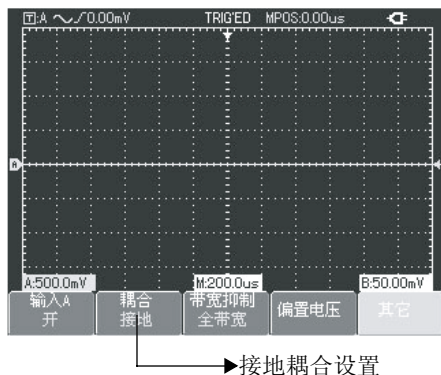 T:A 0.00mV TRIG'ED MPOS:0.00us
A
A:500.0mV M:200.0us B:50.00mV
输入A 耦合 带宽抑制 偏置电压 其它
开 接地 全带宽
接地耦合设置